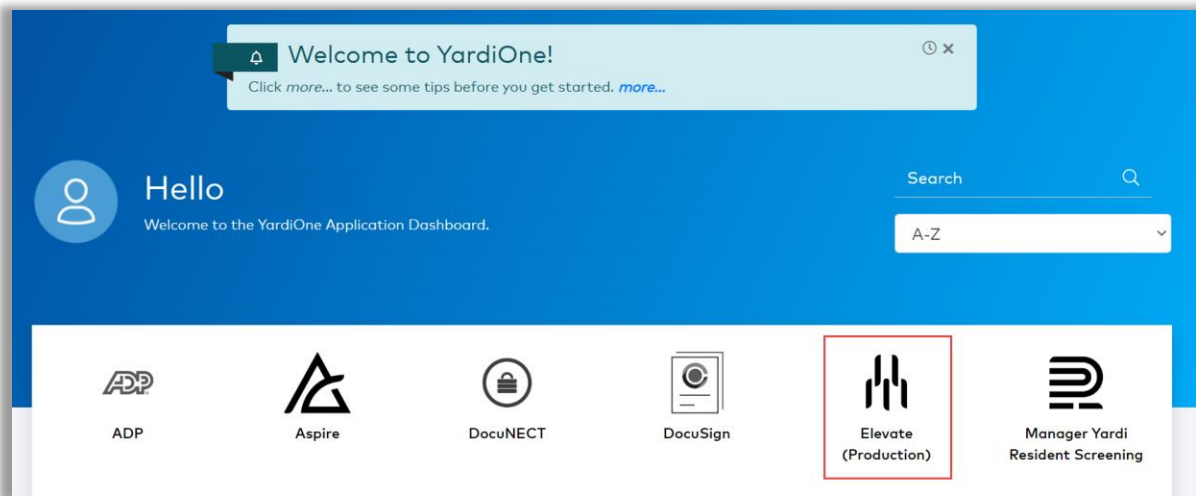 Welcome to YardiOne!
Click more... to see some tips before you get started. more...
Hello
Welcome to the YardiOne Application Dashboard.
Search
A-Z
ADP
ADP
Aspire
DocuNECT
DocuSign
Elevate
(Production)
Manager Yardi
Resident Screening